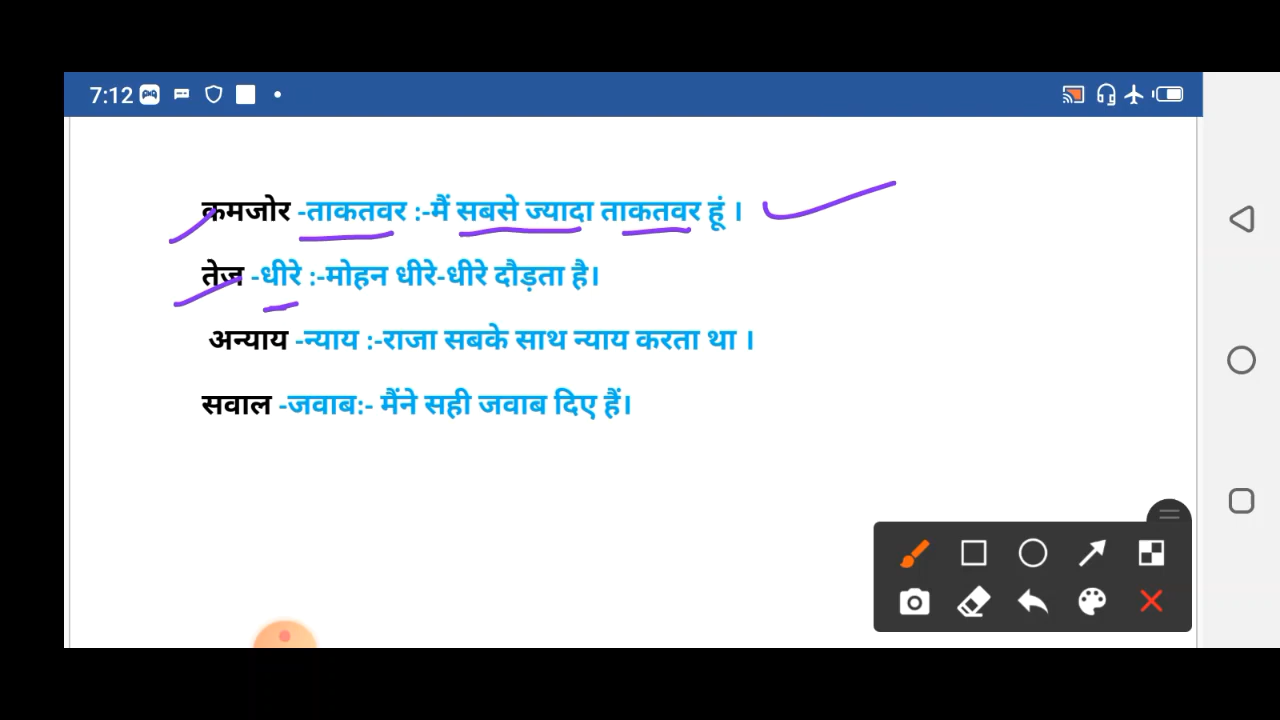 7:12
कमजोर -ताकतवर :-मैं सबसे ज्यादा ताकतवर हूं ।
तेज -धीरे :-मोहन धीरे-धीरे दौड़ता है।
अन्याय -न्याय :-राजा सबके साथ न्याय करता था ।
सवाल -जवाब:- मैंने सही जवाब दिए हैं।